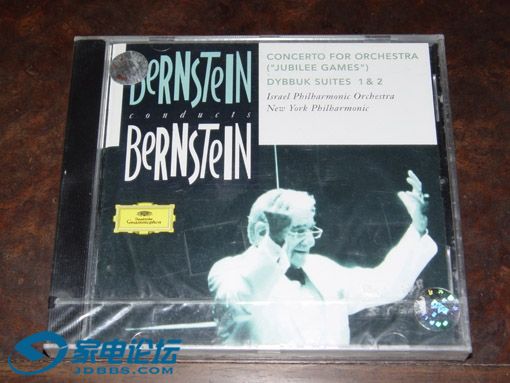 BERNSTEIN
conducts
BERNSTEIN
CONCERTO FOR ORCHESTRA
("JUBILEE GAMES")
DYBBUK SUITES 1 & 2
Israel Philharmonic Orchestra
New York Philharmonic
Deutsche
Grammophon
家电论坛
JDBBS.COM